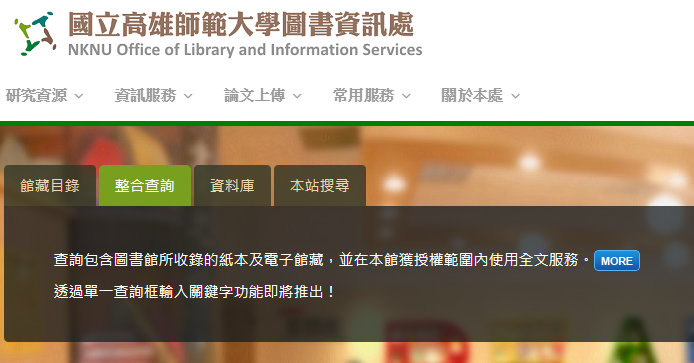 國立高雄師範大學圖書資訊處
NKNU Office of Library and Information Services
研究資源 資訊服務 論文上傳 常用服務 關於本處
館藏目錄 整合查詢 資料庫 本站搜尋
查詢包含圖書館所收錄的紙本及電子館藏，並在本館獲授權範圍內使用全文服務。 MORE
透過單一查詢框輸入關鍵字功能即將推出！